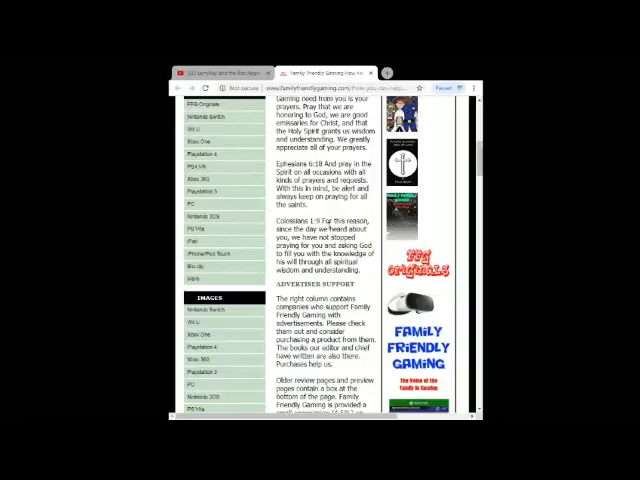 Family Friendly Gaming How Yo
Paused
Not secure | www.familyfriendlygaming.com/How-you-can-help
FFG Originals
Nintendo Switch
Wii U
Xbox One
Playstation 4
PS4 VR
Xbox 360
Playstation 3
PC
Nintendo 3DS
PS Vita
iPad
iPhone/iPod Touch
Blu-ray
More
IMAGES
Nintendo Switch
Wii U
Xbox One
Playstation 4
Xbox 360
Playstation 3
PC
Nintendo 3DS
PS Vita
Gaming need from you is your
prayers. Pray that we are
honoring to God, we are good
emissaries for Christ, and that
the Holy Spirit grants us wisdom
and understanding. We greatly
appreciate all of your prayers.
Ephesians 6:18 And pray in the
Spirit on all occasions with all
kinds of prayers and requests.
With this in mind, be alert and
always keep on praying for all
the saints.
Colossians 1:9 For this reason,
since the day we heard about
you, we have not stopped
praying for you and asking God
to fill you with the knowledge of
his will through all spiritual
wisdom and understanding.
ADVERTISER SUPPORT
The right column contains
companies who support Family
Friendly Gaming with
advertisements. Please check
them out and consider
purchasing a product from them.
The books our editor and chief
have written are also there.
Purchases help us.
Older review pages and preview
pages contain a box at the
bottom of the page. Family
Friendly Gaming is provided a
FFG
ORIGINALS
FAMILY
FRIENDLY
GAMING
The Voice of the
Family in Gaming